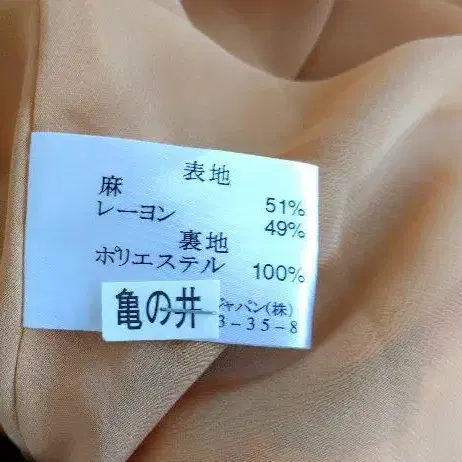 表地
麻 51%
レーヨン 49%
裏地
ポリエステル 100%
亀の井
ジャパン(株)
3-35-8